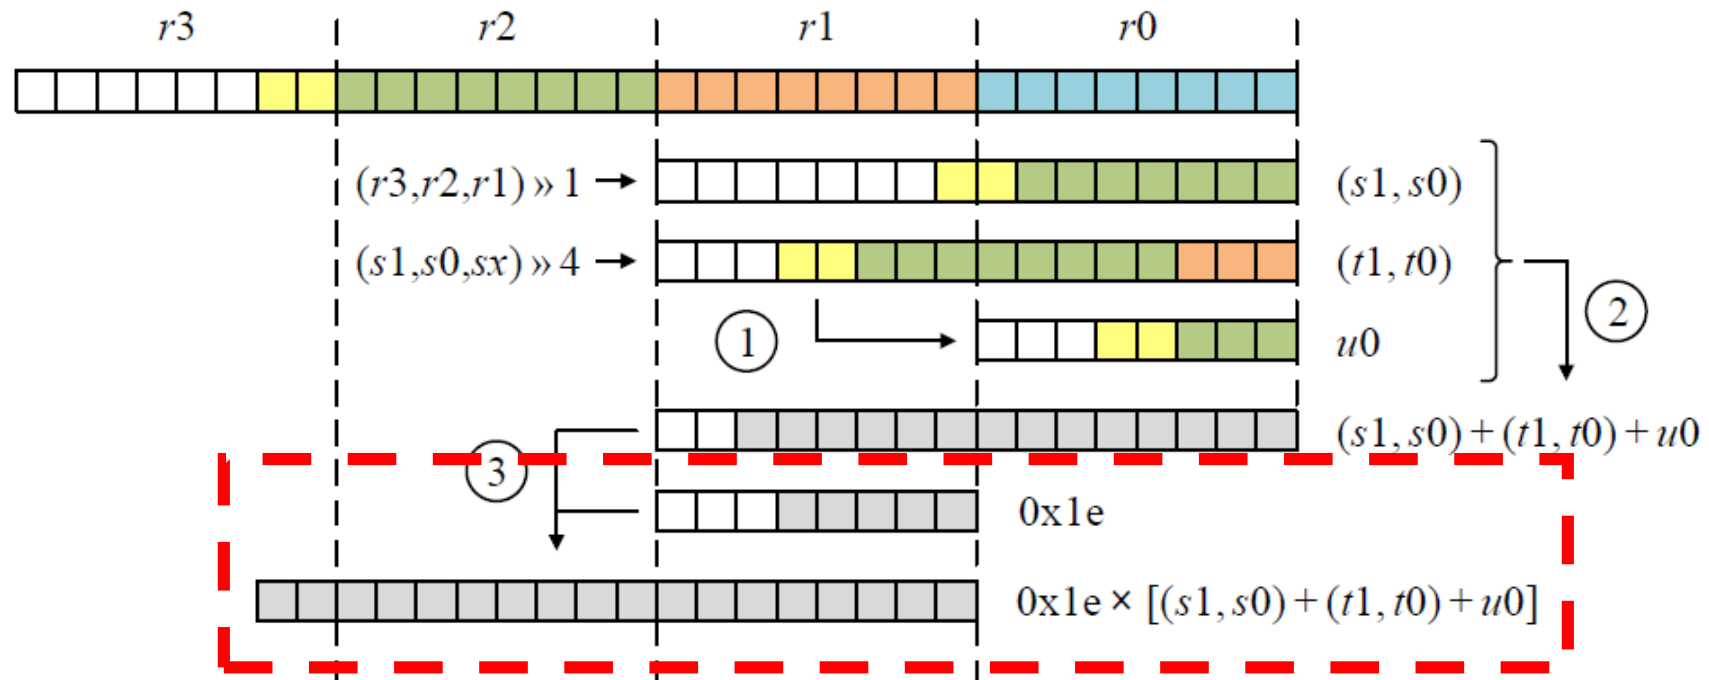 r3 r2 r1 r0
(r3,r2,r1) » 1 (s1, s0)
(s1,s0,sx) » 4 (t1, t0)
1 u0 2
(s1, s0) + (t1, t0) + u0
3 0x1e
0x1e × [(s1, s0) + (t1, t0) + u0]